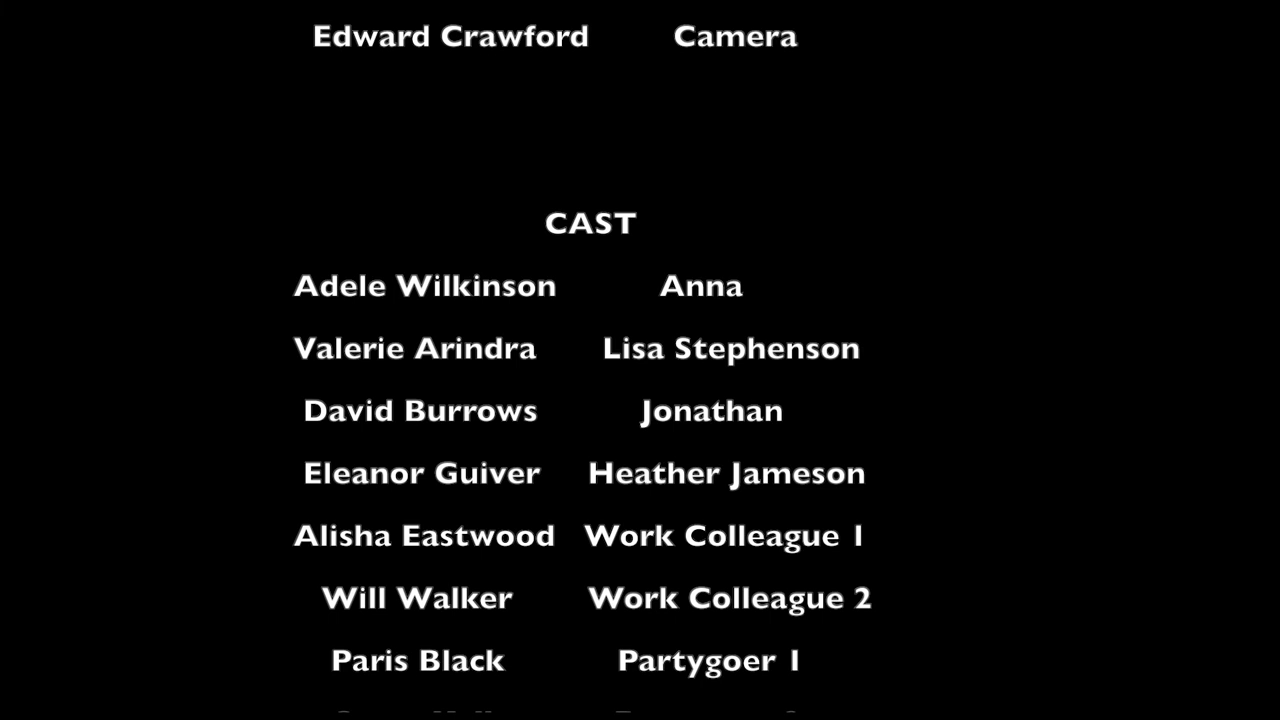 Edward Crawford Camera
CAST
Adele Wilkinson Anna
Valerie Arindra Lisa Stephenson
David Burrows Jonathan
Eleanor Guiver Heather Jameson
Alisha Eastwood Work Colleague 1
Will Walker Work Colleague 2
Paris Black Partygoer 1